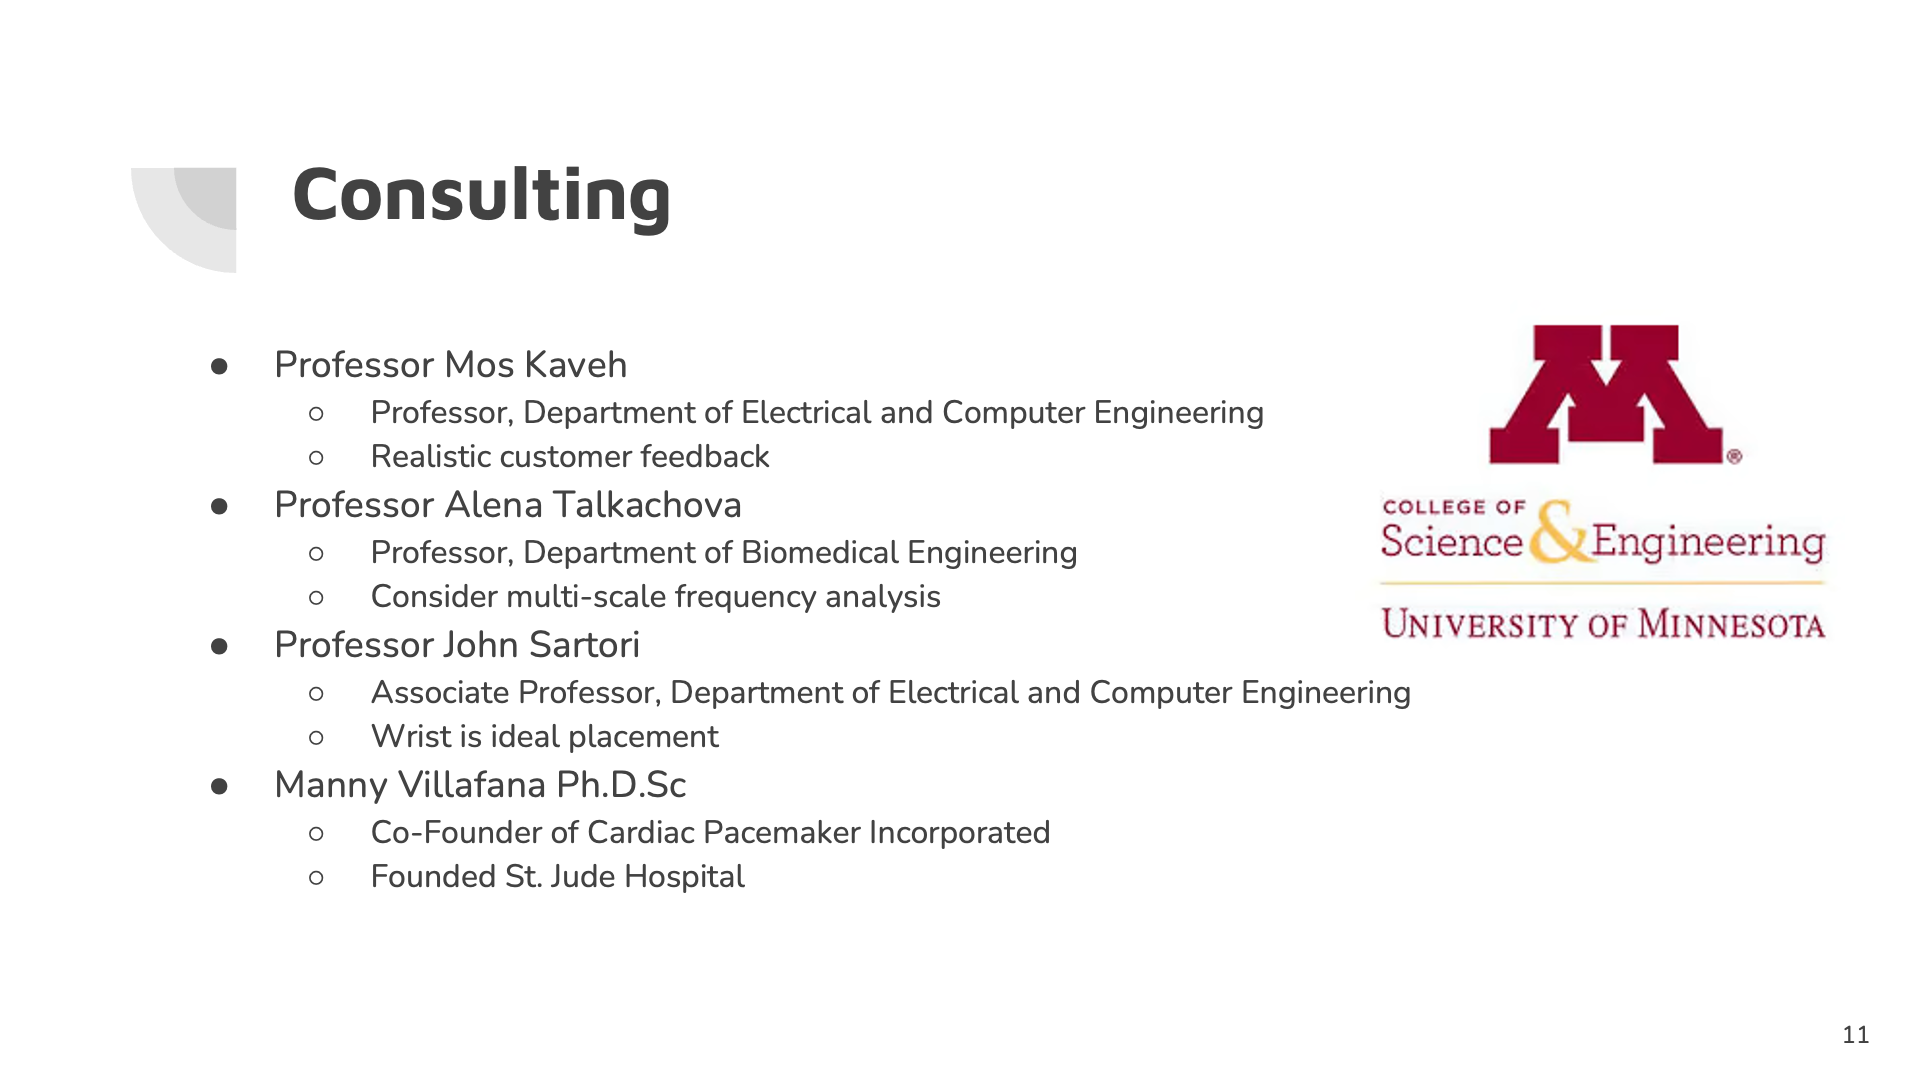 Consulting
● Professor Mos Kaveh
○ Professor, Department of Electrical and Computer Engineering
○ Realistic customer feedback
● Professor Alena Talkachova
○ Professor, Department of Biomedical Engineering
○ Consider multi-scale frequency analysis
● Professor John Sartori
○ Associate Professor, Department of Electrical and Computer Engineering
○ Wrist is ideal placement
● Manny Villafana Ph.D.Sc
○ Co-Founder of Cardiac Pacemaker Incorporated
○ Founded St. Jude Hospital
M®
COLLEGE OF
Science & Engineering
UNIVERSITY OF MINNESOTA
11